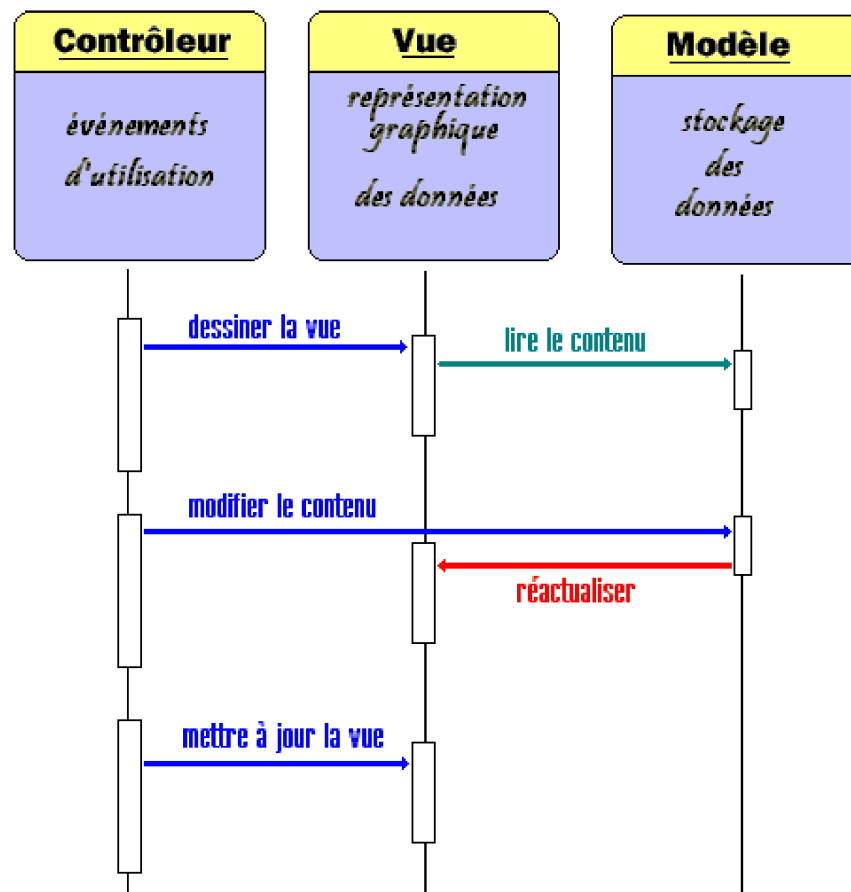 Contrôleur
événements
d'utilisation
Vue
représentation
graphique
des données
Modèle
stockage
des
données
dessiner la vue
lire le contenu
modifier le contenu
réactualiser
mettre à jour la vue